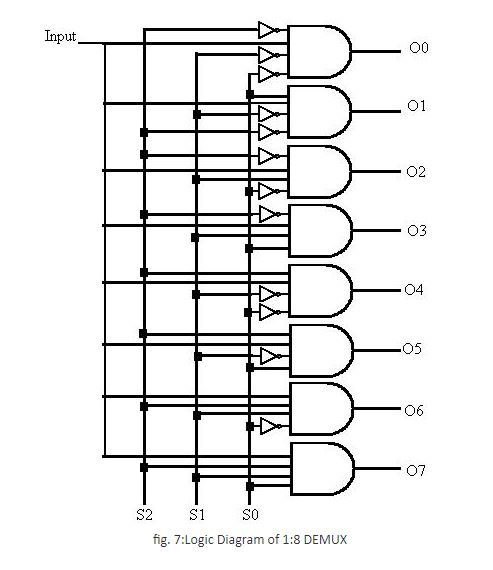 Input
O0
O1
O2
O3
O4
O5
O6
O7
S2 S1 S0
fig. 7:Logic Diagram of 1:8 DEMUX